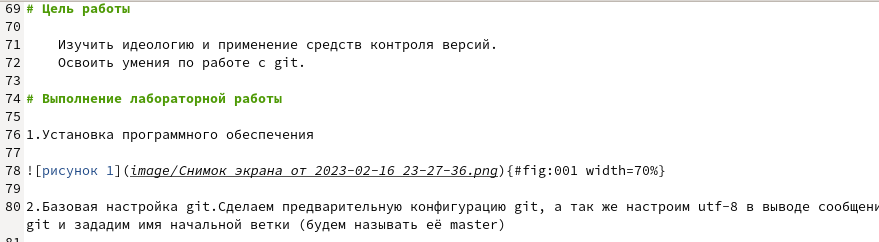 69 # Цель работы
70
71 Изучить идеологию и применение средств контроля версий.
72 Освоить умения по работе с git.
73
74 # Выполнение лабораторной работы
75
76 1.Установка программного обеспечения
77
78 ![рисунок 1](image/Снимок экрана от 2023-02-16 23-27-36.png){#fig:001 width=70%}
79
80 2.Базовая настройка git.Сделаем предварительную конфигурацию git, а так же настроим utf-8 в выводе сообщени
git и зададим имя начальной ветки (будем называть её master)